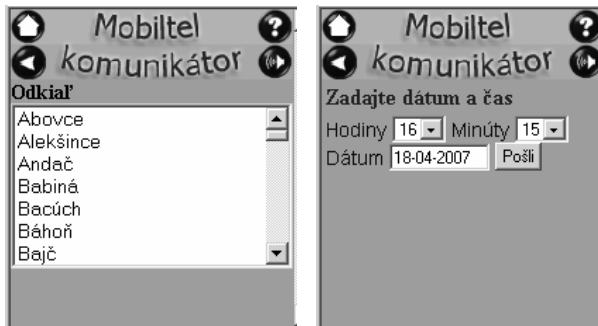 Mobiltel
komunikátor
Odkiaľ
Abovce
Alekšince
Andač
Babiná
Bacúch
Báhoň
Bajč
Mobiltel
komunikátor
Zadajte dátum a čas
Hodiny 16 Minúty 15
Dátum 18-04-2007 Pošli